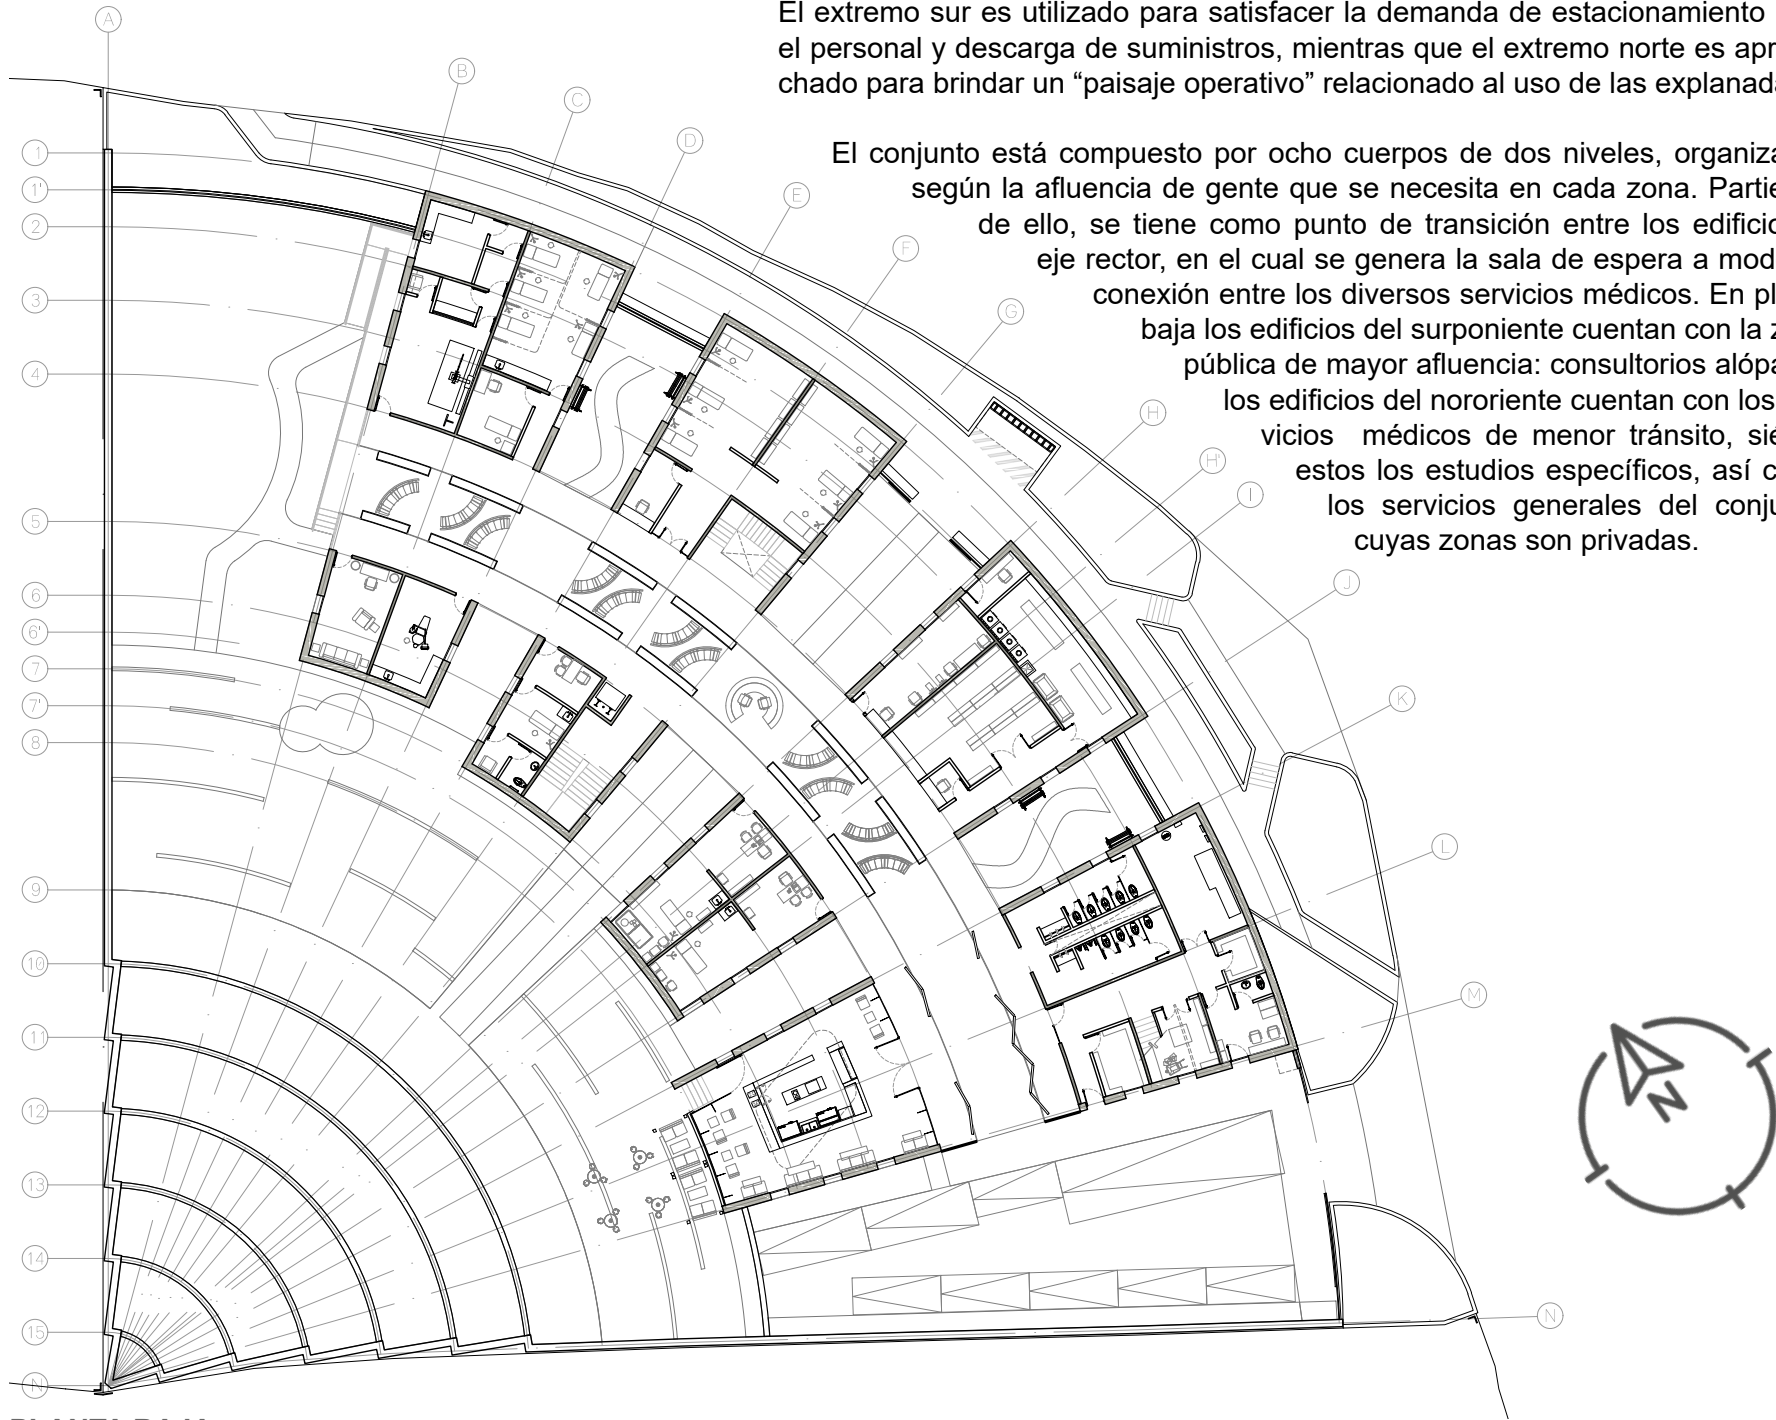 El extremo sur es utilizado para satisfacer la demanda de estacionamiento
el personal y descarga de suministros, mientras que el extremo norte es apr
chado para brindar un “paisaje operativo” relacionado al uso de las explanad
El conjunto está compuesto por ocho cuerpos de dos niveles, organiza
según la afluencia de gente que se necesita en cada zona. Partie
de ello, se tiene como punto de transición entre los edificio
eje rector, en el cual se genera la sala de espera a mod
conexión entre los diversos servicios médicos. En pl
baja los edificios del surponiente cuentan con la z
pública de mayor afluencia: consultorios alópa
los edificios del nororiente cuentan con los
vicios médicos de menor tránsito, sié
estos los estudios específicos, así c
los servicios generales del conju
cuyas zonas son privadas.
A
B
C
D
E
F
G
H
H'
I
J
K
L
M
N
1
1'
2
3
4
5
6
6'
7
7'
8
9
10
11
12
13
14
15
N
N